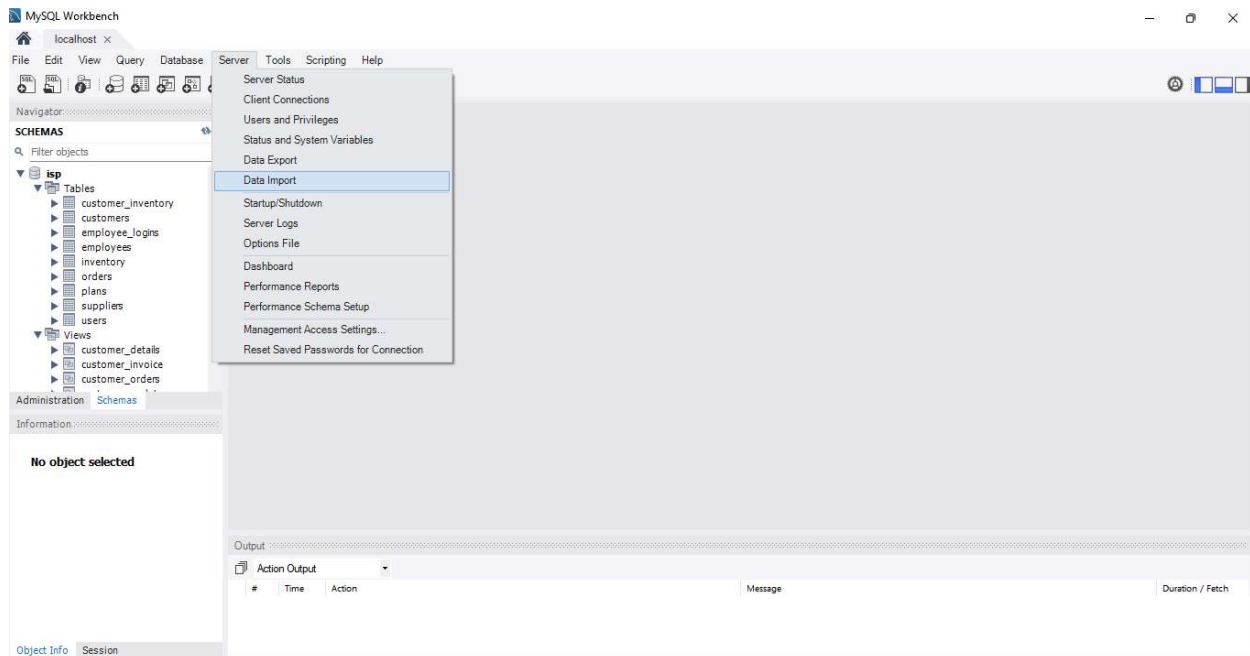 MySQL Workbench
localhost
File Edit View Query Database Server Tools Scripting Help
Server Status
Client Connections
Users and Privileges
Status and System Variables
Data Export
Data Import
Startup/Shutdown
Server Logs
Options File
Dashboard
Performance Reports
Performance Schema Setup
Management Access Settings...
Reset Saved Passwords for Connection
Navigator
SCHEMAS
Filter objects
isp
Tables
customer_inventory
customers
employee_logins
employees
inventory
orders
plans
suppliers
users
Views
customer_details
customer_invoice
customer_orders
Administration Schemas
Information
No object selected
Object Info Session
Output
Action Output
# Time Action Message Duration / Fetch